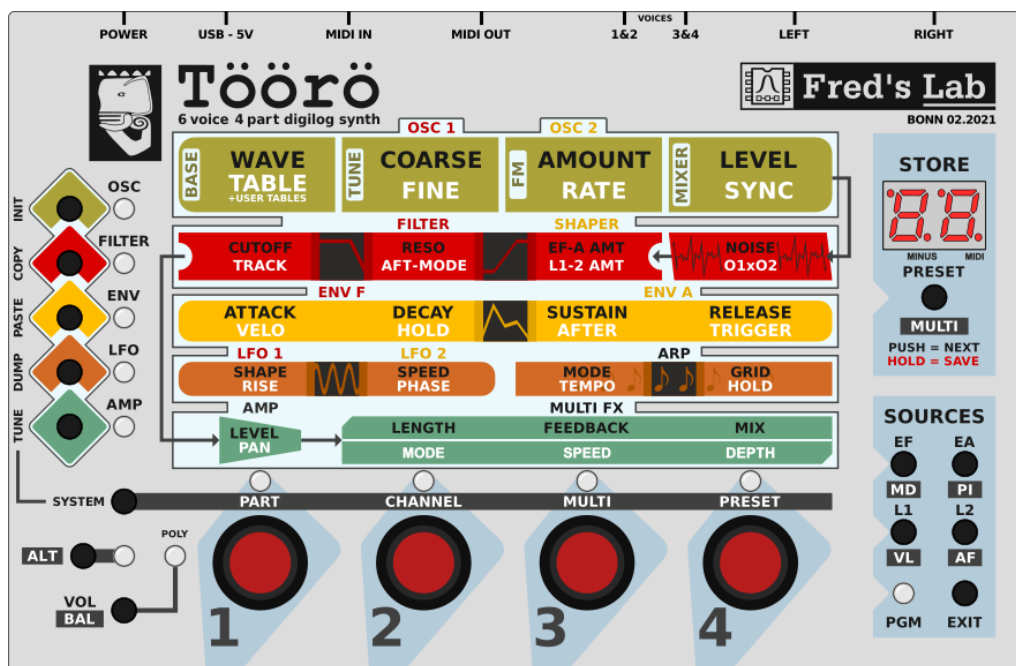 VOICES
POWER USB - 5V MIDI IN MIDI OUT 1&2 3&4 LEFT RIGHT
Töörö
6 voice 4 part digilog synth
Fred's Lab
BONN 02.2021
OSC 1 OSC 2
BASE WAVE TUNE COARSE FM AMOUNT MIXER LEVEL
TABLE FINE RATE SYNC
+USER TABLES
FILTER SHAPER
CUTOFF RESO EF-A AMT NOISE
TRACK AFT-MODE L1-2 AMT O1xO2
ENV F ENV A
ATTACK DECAY SUSTAIN RELEASE
VELO HOLD AFTER TRIGGER
LFO 1 LFO 2 ARP
SHAPE SPEED MODE GRID
RISE PHASE TEMPO HOLD
AMP MULTI FX
LEVEL LENGTH FEEDBACK MIX
PAN MODE SPEED DEPTH
INIT OSC
COPY FILTER
PASTE ENV
DUMP LFO
TUNE AMP
SYSTEM PART CHANNEL MULTI PRESET
ALT POLY
VOL
BAL
1 2 3 4
STORE
8.8.
MINUS MIDI
PRESET
MULTI
PUSH = NEXT
HOLD = SAVE
SOURCES
EF EA
MD PI
L1 L2
VL AF
PGM EXIT